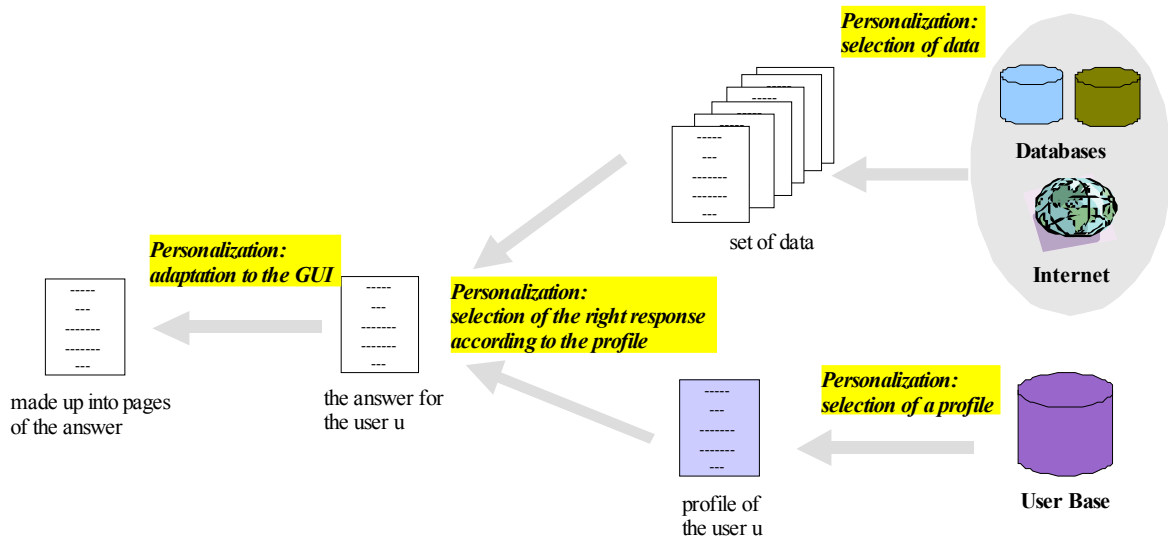 Personalization:
selection of data
Databases
Internet
-----
-----
-----
-----
-----
-----
---
-------
-------
---
set of data
Personalization:
adaptation to the GUI
-----
---
-------
-------
---
made up into pages
of the answer
-----
---
-------
-------
---
the answer for
the user u
Personalization:
selection of the right response
according to the profile
-----
---
-------
-------
---
profile of
the user u
Personalization:
selection of a profile
User Base